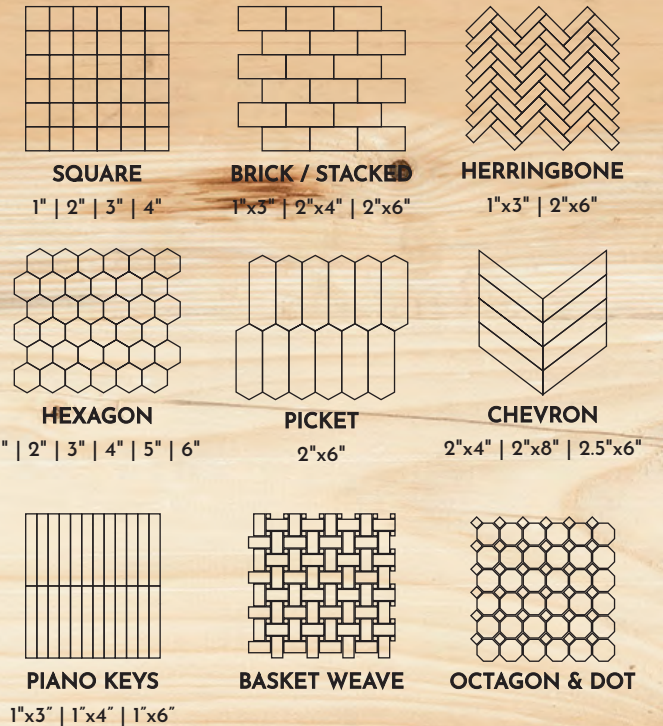 SQUARE
1" | 2" | 3" | 4"
BRICK / STACKED
1"x3" | 2"x4" | 2"x6"
HERRINGBONE
1"x3" | 2"x6"
HEXAGON
" | 2" | 3" | 4" | 5" | 6"
PICKET
2"x6"
CHEVRON
2"x4" | 2"x8" | 2.5"x6"
PIANO KEYS
1"x3″ | 1″x4″ | 1″x6″
BASKET WEAVE
OCTAGON & DOT